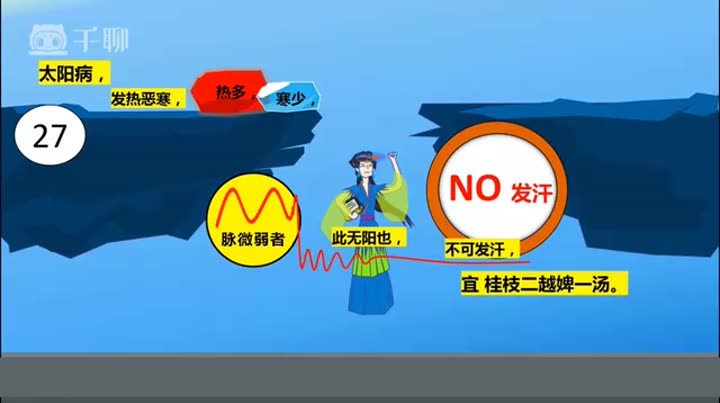 千聊
太阳病，
发热恶寒，
热多，
寒少，
27
NO 发汗
脉微弱者
此无阳也，
不可发汗，
宜 桂枝二越婢一汤。